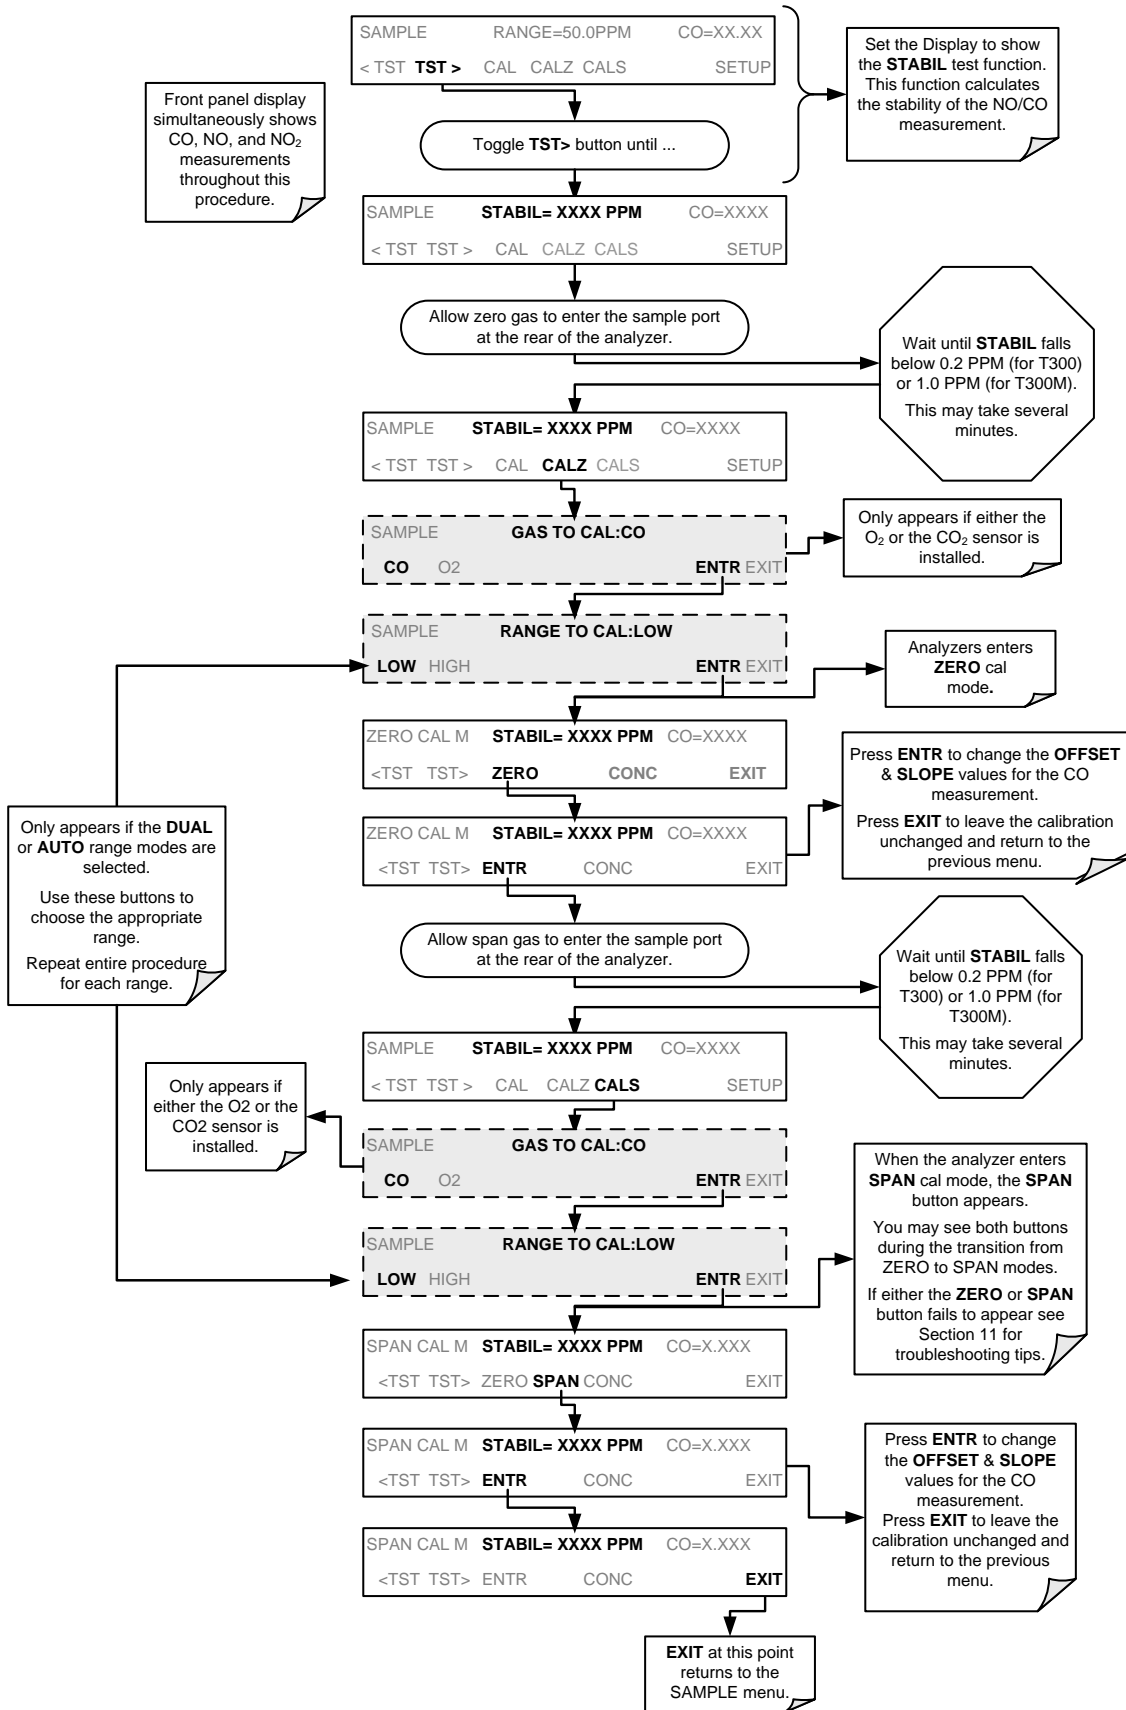 SAMPLE RANGE=50.0PPM CO=XX.XX
< TST TST > CAL CALZ CALS SETUP
Set the Display to show
the STABIL test function.
This function calculates
the stability of the NO/CO
measurement.
Front panel display
simultaneously shows
CO, NO, and NO₂
measurements
throughout this
procedure.
Toggle TST> button until ...
SAMPLE STABIL= XXXX PPM CO=XXXX
< TST TST > CAL CALZ CALS SETUP
Allow zero gas to enter the sample port
at the rear of the analyzer.
Wait until STABIL falls
below 0.2 PPM (for T300)
or 1.0 PPM (for T300M).
This may take several
minutes.
SAMPLE STABIL= XXXX PPM CO=XXXX
< TST TST > CAL CALZ CALS SETUP
SAMPLE GAS TO CAL:CO
CO O2 ENTR EXIT
Only appears if either the
O₂ or the CO₂ sensor is
installed.
SAMPLE RANGE TO CAL:LOW
LOW HIGH ENTR EXIT
Analyzers enters
ZERO cal
mode.
ZERO CAL M STABIL= XXXX PPM CO=XXXX
<TST TST> ZERO CONC EXIT
Press ENTR to change the OFFSET
& SLOPE values for the CO
measurement.
Press EXIT to leave the calibration
unchanged and return to the
previous menu.
Only appears if the DUAL
or AUTO range modes are
selected.
Use these buttons to
choose the appropriate
range.
Repeat entire procedure
for each range.
ZERO CAL M STABIL= XXXX PPM CO=XXXX
<TST TST> ENTR CONC EXIT
Allow span gas to enter the sample port
at the rear of the analyzer.
Wait until STABIL falls
below 0.2 PPM (for
T300) or 1.0 PPM (for
T300M).
This may take several
minutes.
SAMPLE STABIL= XXXX PPM CO=XXXX
< TST TST > CAL CALZ CALS SETUP
Only appears if
either the O2 or the
CO2 sensor is
installed.
SAMPLE GAS TO CAL:CO
CO O2 ENTR EXIT
When the analyzer enters
SPAN cal mode, the SPAN
button appears.
You may see both buttons
during the transition from
ZERO to SPAN modes.
If either the ZERO or SPAN
button fails to appear see
Section 11 for
troubleshooting tips.
SAMPLE RANGE TO CAL:LOW
LOW HIGH ENTR EXIT
SPAN CAL M STABIL= XXXX PPM CO=X.XXX
<TST TST> ZERO SPAN CONC EXIT
SPAN CAL M STABIL= XXXX PPM CO=X.XXX
<TST TST> ENTR CONC EXIT
Press ENTR to change
the OFFSET & SLOPE
values for the CO
measurement.
Press EXIT to leave the
calibration unchanged and
return to the previous
menu.
SPAN CAL M STABIL= XXXX PPM CO=X.XXX
<TST TST> ENTR CONC EXIT
EXIT at this point
returns to the
SAMPLE menu.